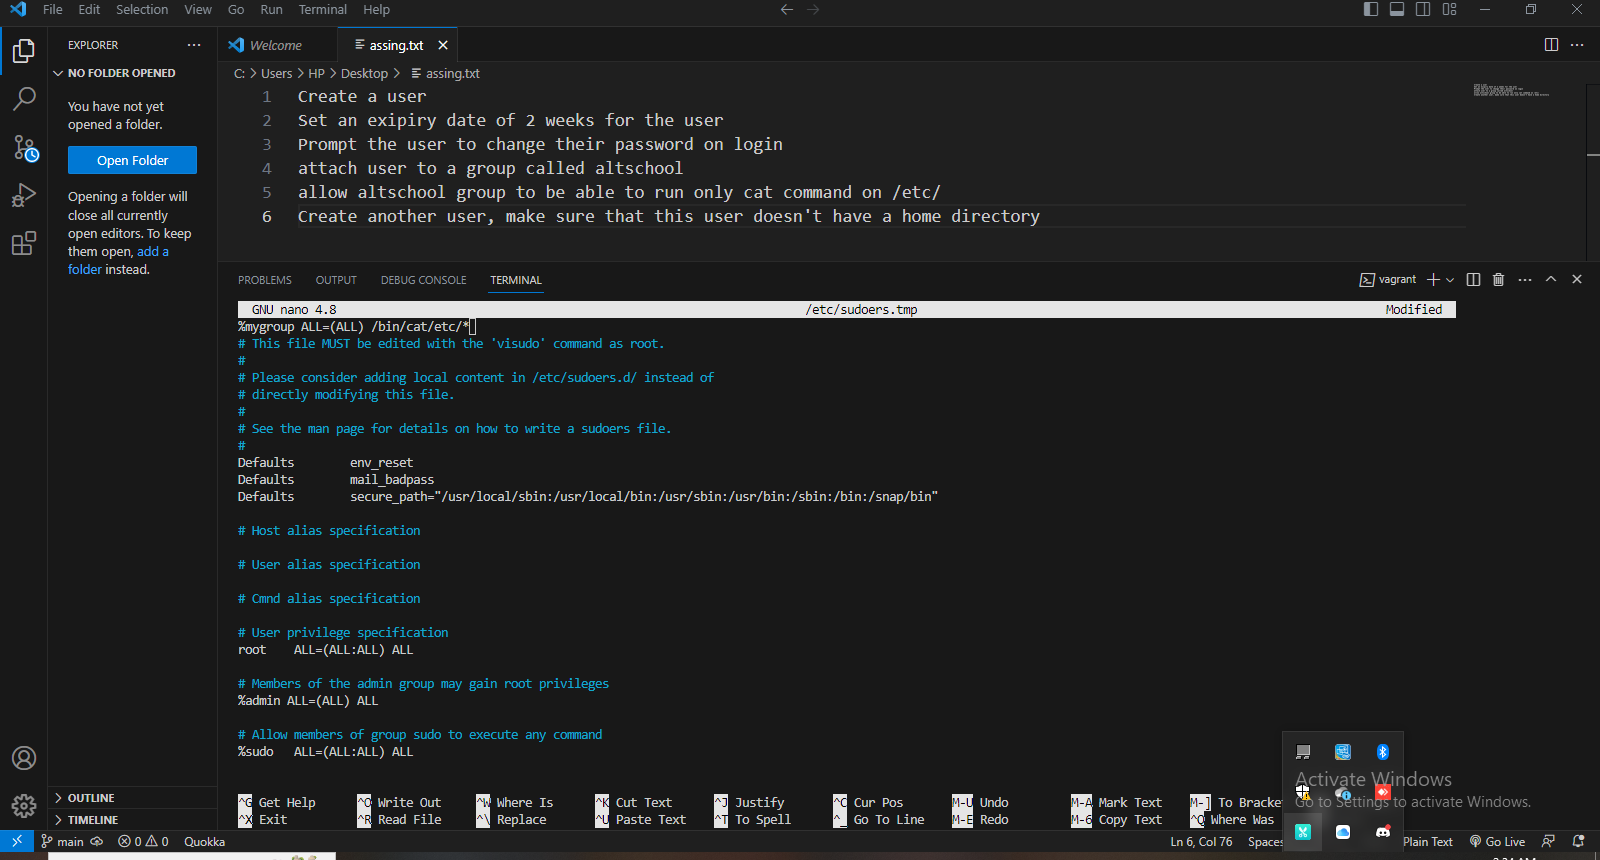 File Edit Selection View Go Run Terminal Help
EXPLORER
NO FOLDER OPENED
You have not yet
opened a folder.
Open Folder
Opening a folder will
close all currently
open editors. To keep
them open, add a
folder instead.
OUTLINE
TIMELINE
Welcome
assing.txt
C: > Users > HP > Desktop > assing.txt
1 Create a user
2 Set an exipiry date of 2 weeks for the user
3 Prompt the user to change their password on login
4 attach user to a group called altschool
5 allow altschool group to be able to run only cat command on /etc/
6 Create another user, make sure that this user doesn't have a home directory
PROBLEMS OUTPUT DEBUG CONSOLE TERMINAL
vagrant
GNU nano 4.8 /etc/sudoers.tmp Modified
%mygroup ALL=(ALL) /bin/cat/etc/*
# This file MUST be edited with the 'visudo' command as root.
#
# Please consider adding local content in /etc/sudoers.d/ instead of
# directly modifying this file.
#
# See the man page for details on how to write a sudoers file.
#
Defaults env_reset
Defaults mail_badpass
Defaults secure_path="/usr/local/sbin:/usr/local/bin:/usr/sbin:/usr/bin:/sbin:/bin:/snap/bin"
# Host alias specification
# User alias specification
# Cmnd alias specification
# User privilege specification
root ALL=(ALL:ALL) ALL
# Members of the admin group may gain root privileges
%admin ALL=(ALL) ALL
# Allow members of group sudo to execute any command
%sudo ALL=(ALL:ALL) ALL
^G Get Help ^O Write Out ^W Where Is ^K Cut Text ^J Justify ^C Cur Pos M-U Undo M-A Mark Text M-] To Bracke
^X Exit ^R Read File ^\ Replace ^U Paste Text ^T To Spell ^_ Go To Line M-E Redo M-6 Copy Text ^Q Where Was
Activate Windows
Go to Settings to activate Windows.
main 0 0 Quokka Ln 6, Col 76 Spaces Plain Text Go Live